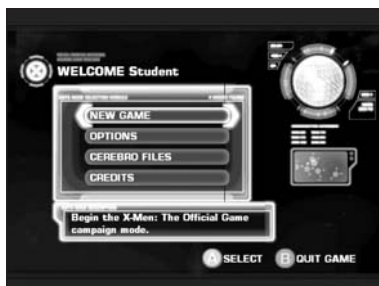 WELCOME Student
NEW GAME
OPTIONS
CEREBRO FILES
CREDITS
Begin the X-Men: The Official Game
campaign mode.
A SELECT B QUIT GAME